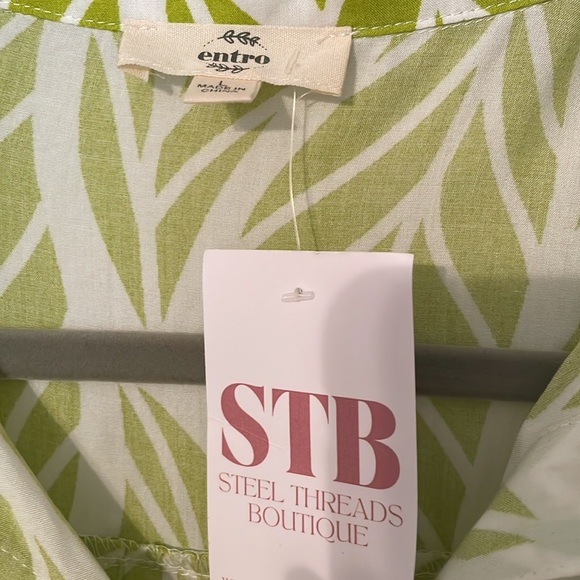 entro
L
MADE IN
CHINA
STB
STEEL THREADS
BOUTIQUE